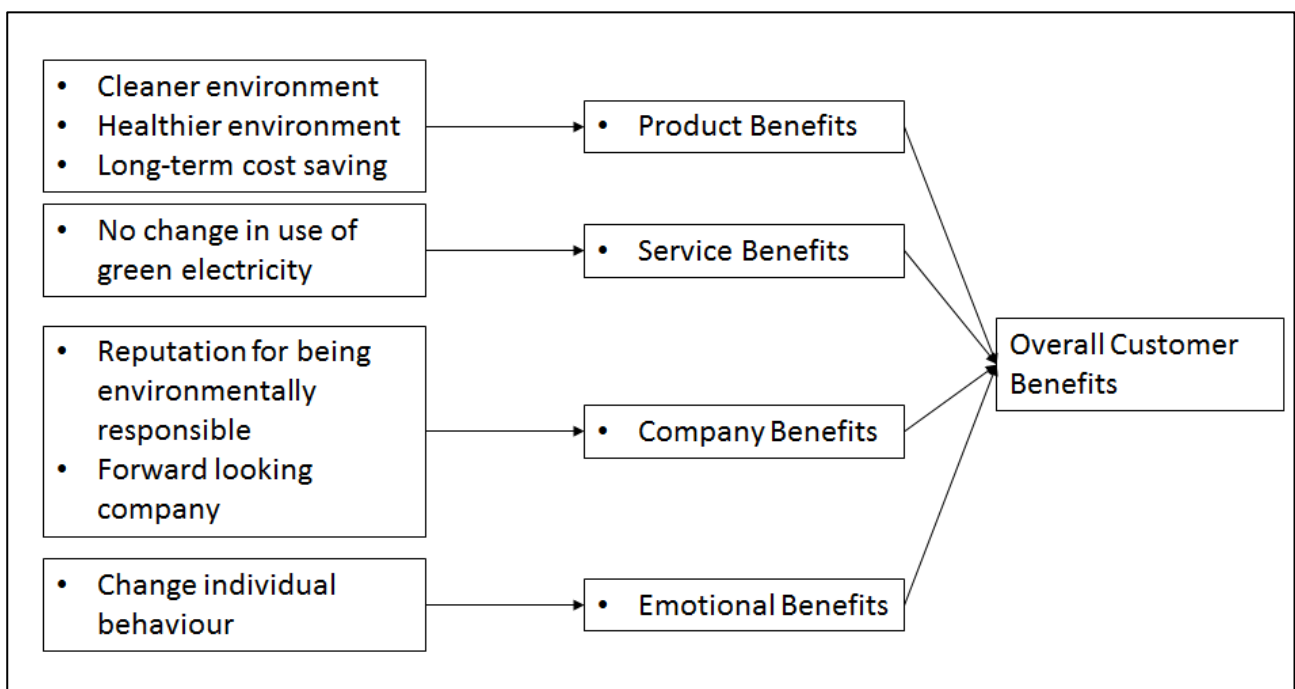 • Cleaner environment
• Healthier environment
• Long-term cost saving
• Product Benefits
• No change in use of
green electricity
• Service Benefits
• Reputation for being
environmentally
responsible
• Forward looking
company
• Company Benefits
• Change individual
behaviour
• Emotional Benefits
Overall Customer
Benefits